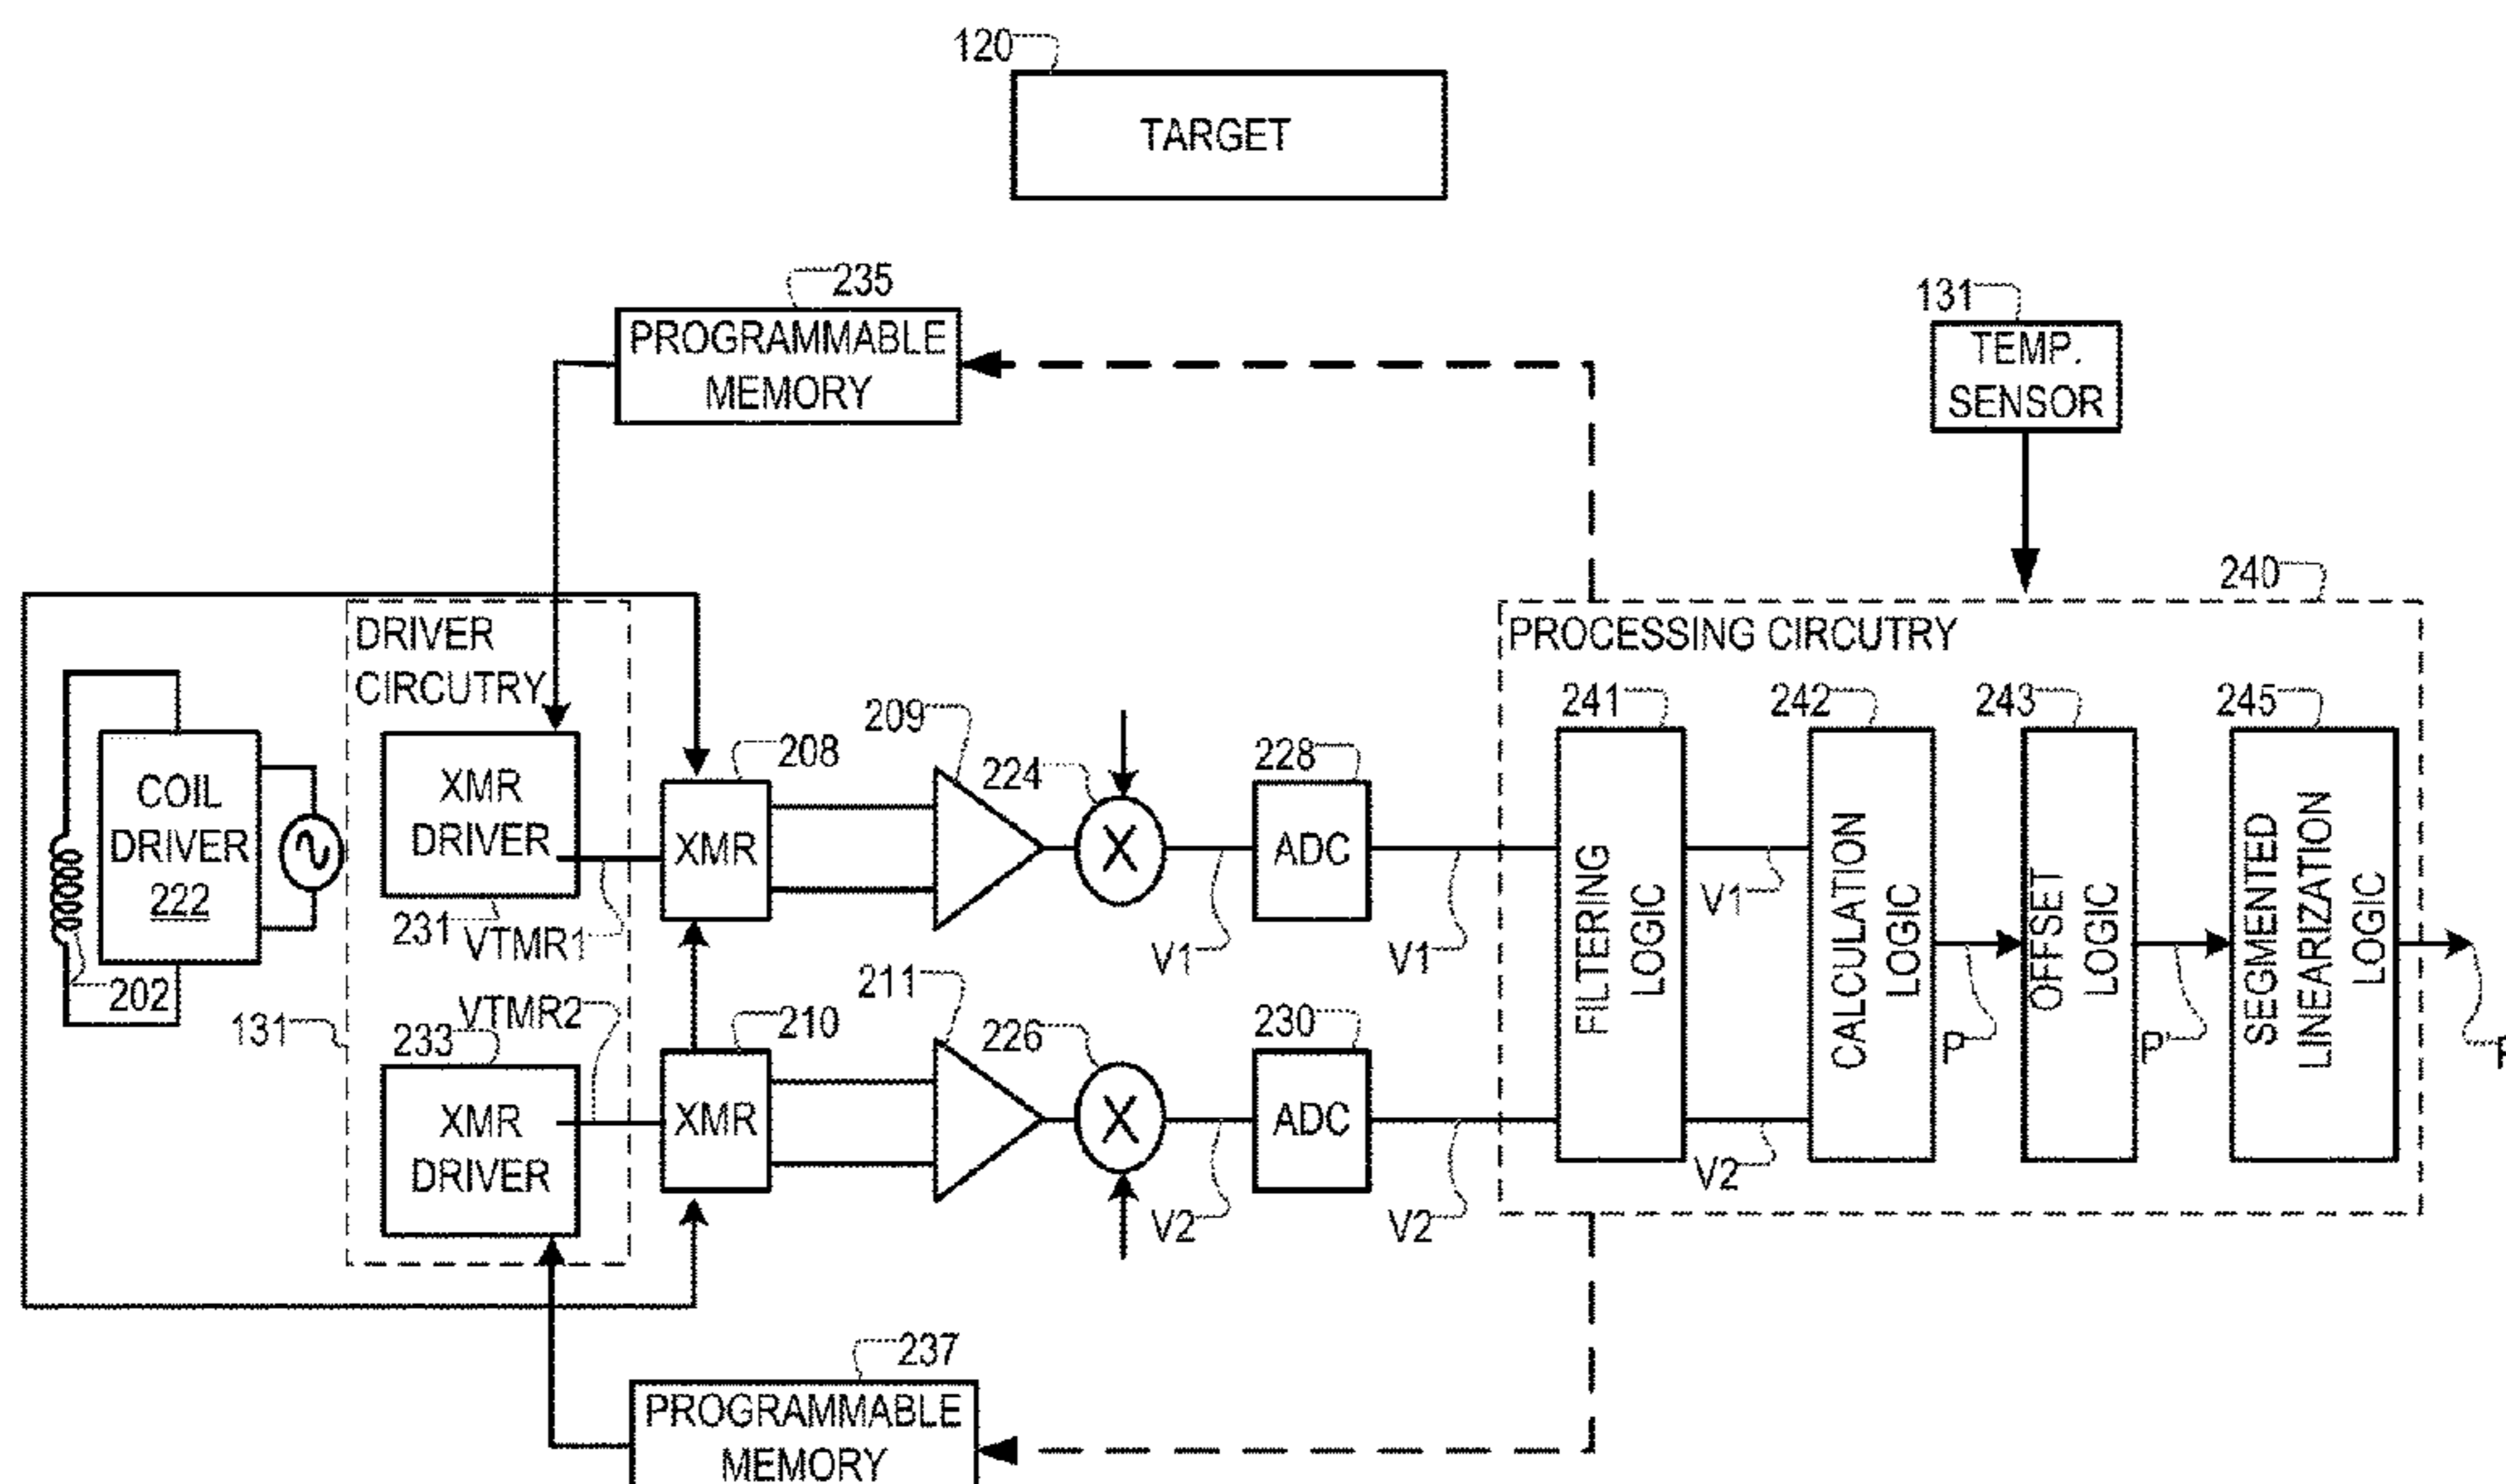 120
TARGET
235
PROGRAMMABLE
MEMORY
131
TEMP.
SENSOR
240
DRIVER
CIRCUTRY
PROCESSING CIRCUTRY
COIL
DRIVER
222
202
XMR
DRIVER
231
VTMR1
208
XMR
209
224
X
V1
228
ADC
V1
241
FILTERING
LOGIC
V1
242
CALCULATION
LOGIC
243
OFFSET
LOGIC
245
SEGMENTED
LINEARIZATION
LOGIC
131
VTMR2
233
XMR
DRIVER
210
XMR
211
226
X
V2
230
ADC
V2
V2
P
P'
237
PROGRAMMABLE
MEMORY